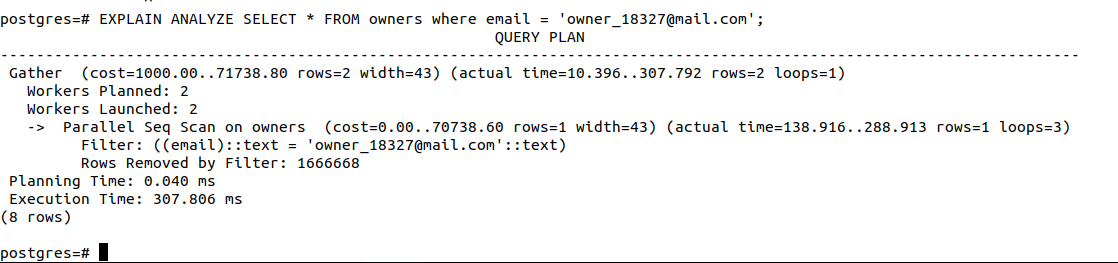 postgres=# EXPLAIN ANALYZE SELECT * FROM owners where email = 'owner_18327@mail.com';
QUERY PLAN
---------------------------------------------------------------------------------------------------------------------------
Gather  (cost=1000.00..71738.80 rows=2 width=43) (actual time=10.396..307.792 rows=2 loops=1)
Workers Planned: 2
Workers Launched: 2
->  Parallel Seq Scan on owners  (cost=0.00..70738.60 rows=1 width=43) (actual time=138.916..288.913 rows=1 loops=3)
Filter: ((email)::text = 'owner_18327@mail.com'::text)
Rows Removed by Filter: 1666668
Planning Time: 0.040 ms
Execution Time: 307.806 ms
(8 rows)
postgres=#